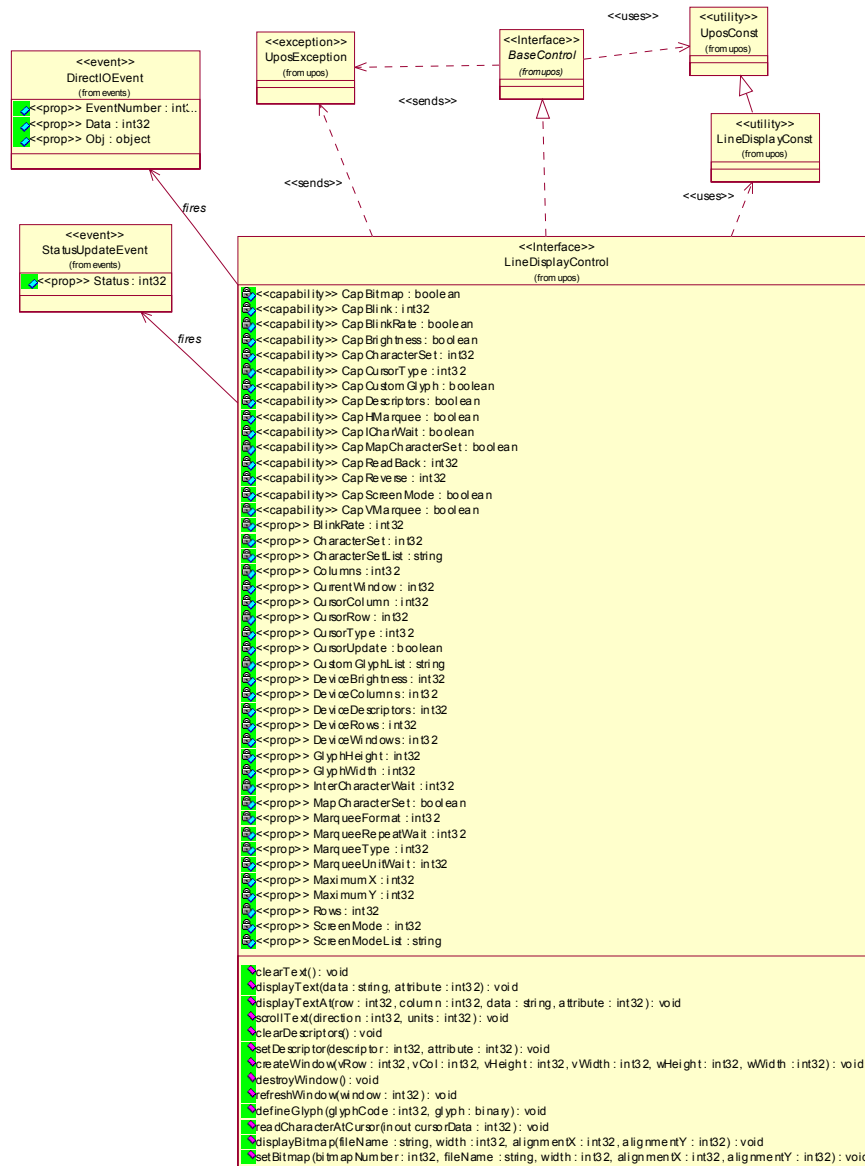 <<uses>>
<<event>>
DirectIOEvent
(from events)
<<prop>> EventNumber : int...
<<prop>> Data : int32
<<prop>> Obj : object
<<exception>>
UposException
(from upos)
<<Interface>>
BaseControl
(from upos)
<<utility>>
UposConst
(from upos)
<<sends>>
<<utility>>
LineDisplayConst
(from upos)
<<sends>>
<<uses>>
fires
<<event>>
StatusUpdateEvent
(from events)
<<prop>> Status : int32
fires
<<Interface>>
LineDisplayControl
(from upos)
<<capability>> CapBitmap : boolean
<<capability>> CapBlink : int32
<<capability>> CapBlinkRate : boolean
<<capability>> CapBrightness : boolean
<<capability>> CapCharacterSet : int32
<<capability>> CapCursorType : int32
<<capability>> CapCustomGlyph : boolean
<<capability>> CapDescriptors : boolean
<<capability>> CapHMarquee : boolean
<<capability>> CapICharWait : boolean
<<capability>> CapMapCharacterSet : boolean
<<capability>> CapReadBack : int32
<<capability>> CapReverse : int32
<<capability>> CapScreenMode : boolean
<<capability>> CapVMarquee : boolean
<<prop>> BlinkRate : int32
<<prop>> CharacterSet : int32
<<prop>> CharacterSetList : string
<<prop>> Columns : int32
<<prop>> CurrentWindow : int32
<<prop>> CursorColumn : int32
<<prop>> CursorRow : int32
<<prop>> CursorType : int32
<<prop>> CursorUpdate : boolean
<<prop>> CustomGlyphList : string
<<prop>> DeviceBrightness : int32
<<prop>> DeviceColumns : int32
<<prop>> DeviceDescriptors : int32
<<prop>> DeviceRows : int32
<<prop>> DeviceWindows : int32
<<prop>> GlyphHeight : int32
<<prop>> GlyphWidth : int32
<<prop>> InterCharacterWait : int32
<<prop>> MapCharacterSet : boolean
<<prop>> MarqueeFormat : int32
<<prop>> MarqueeRepeatWait : int32
<<prop>> MarqueeType : int32
<<prop>> MarqueeUnitWait : int32
<<prop>> MaximumX : int32
<<prop>> MaximumY : int32
<<prop>> Rows : int32
<<prop>> ScreenMode : int32
<<prop>> ScreenModeList : string
clearText() : void
displayText(data : string, attribute : int32) : void
displayTextAt(row : int32, column : int32, data : string, attribute : int32) : void
scrollText(direction : int32, units : int32) : void
clearDescriptors() : void
setDescriptor(descriptor : int32, attribute : int32) : void
createWindow(vRow : int32, vCol : int32, vHeight : int32, vWidth : int32, wHeight : int32, wWidth : int32) : void
destroyWindow() : void
refreshWindow(window : int32) : void
defineGlyph(glyphCode : int32, glyph : binary) : void
readCharacterAtCursor(inout cursorData : int32) : void
displayBitmap(fileName : string, width : int32, alignmentX : int32, alignmentY : int32) : void
setBitmap(bitmapNumber : int32, fileName : string, width : int32, alignmentX : int32, alignmentY : int32) : void